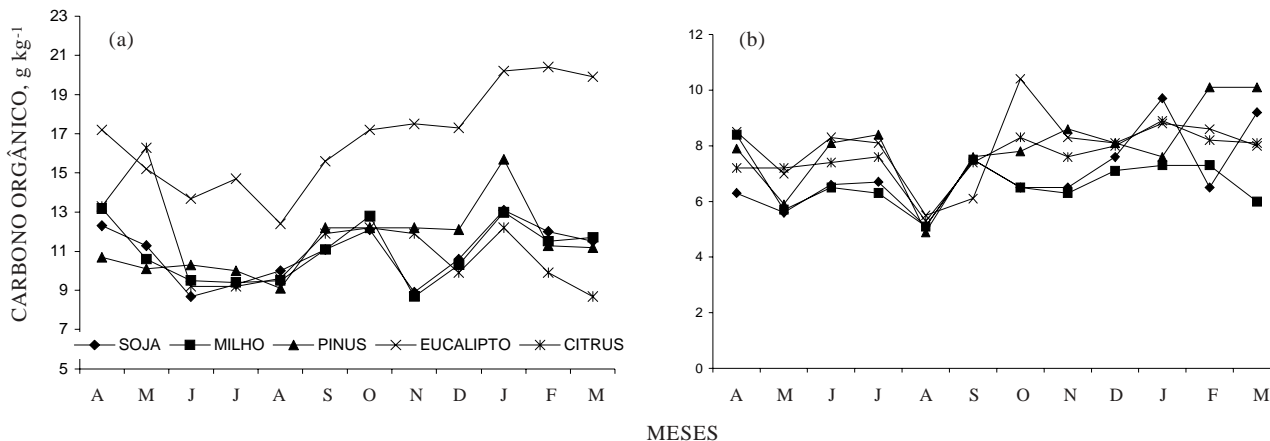 CARBONO ORGÂNICO, g kg-1
(a)
23
21
19
17
15
13
11
9
7
5
SOJA MILHO PINUS EUCALIPTO CITRUS
A M J J A S O N D J F M
(b)
12
10
8
6
4
2
0
A M J J A S O N D J F M
MESES